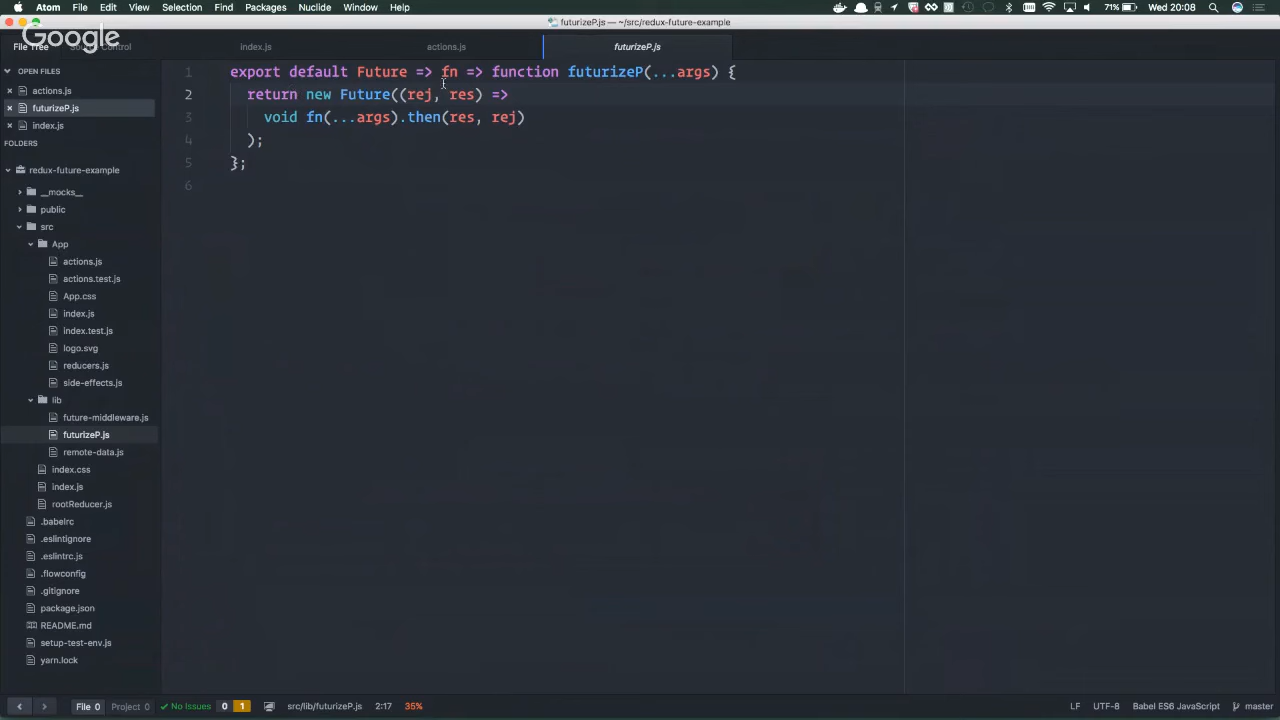 Atom File Edit View Selection Find Packages Nuclide Window Help 7% Wed 20:08
futurizeP.js — ~/src/redux-future-example
Google
File Tree Source Control index.js actions.js futurizeP.js
OPEN FILES
actions.js
futurizeP.js
index.js
FOLDERS
redux-future-example
__mocks__
public
src
App
actions.js
actions.test.js
App.css
index.js
index.test.js
logo.svg
reducers.js
side-effects.js
lib
future-middleware.js
futurizeP.js
remote-data.js
index.css
index.js
rootReducer.js
.babelrc
.eslintignore
.eslintrc.js
.flowconfig
.gitignore
package.json
README.md
setup-test-env.js
yarn.lock
1 export default Future => fn => function futurizeP(...args) {
2 return new Future((rej, res) =>
3 void fn(...args).then(res, rej)
4 );
5 };
6
File 0 Project 0 No Issues 0 1 src/lib/futurizeP.js 2:17 35% LF UTF-8 Babel ES6 JavaScript master